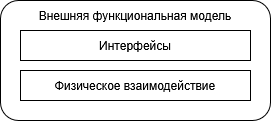 Внешняя функциональная модель
Интерфейсы
Физическое взаимодействие